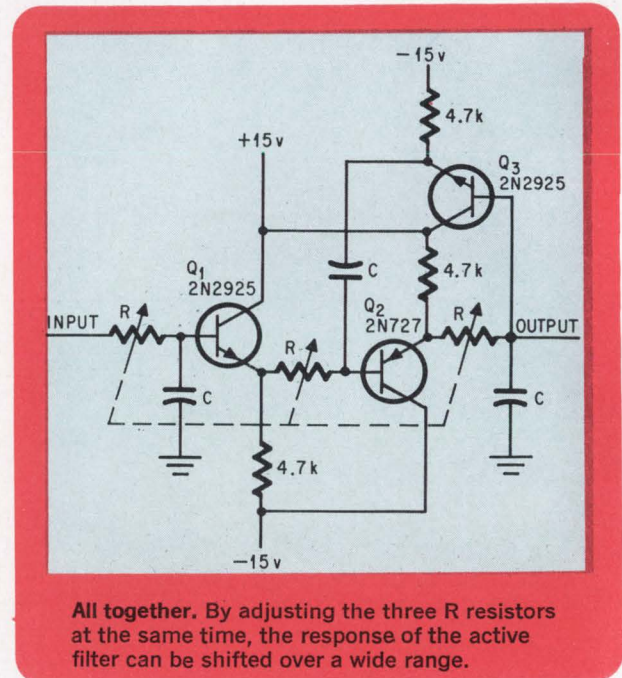 −15v
4.7k
+15v
Q3
2N2925
C
4.7k
Q1
2N2925
Q2
2N727
R
R
R
INPUT
OUTPUT
C
C
4.7k
−15v
All together. By adjusting the three R resistors
at the same time, the response of the active
filter can be shifted over a wide range.